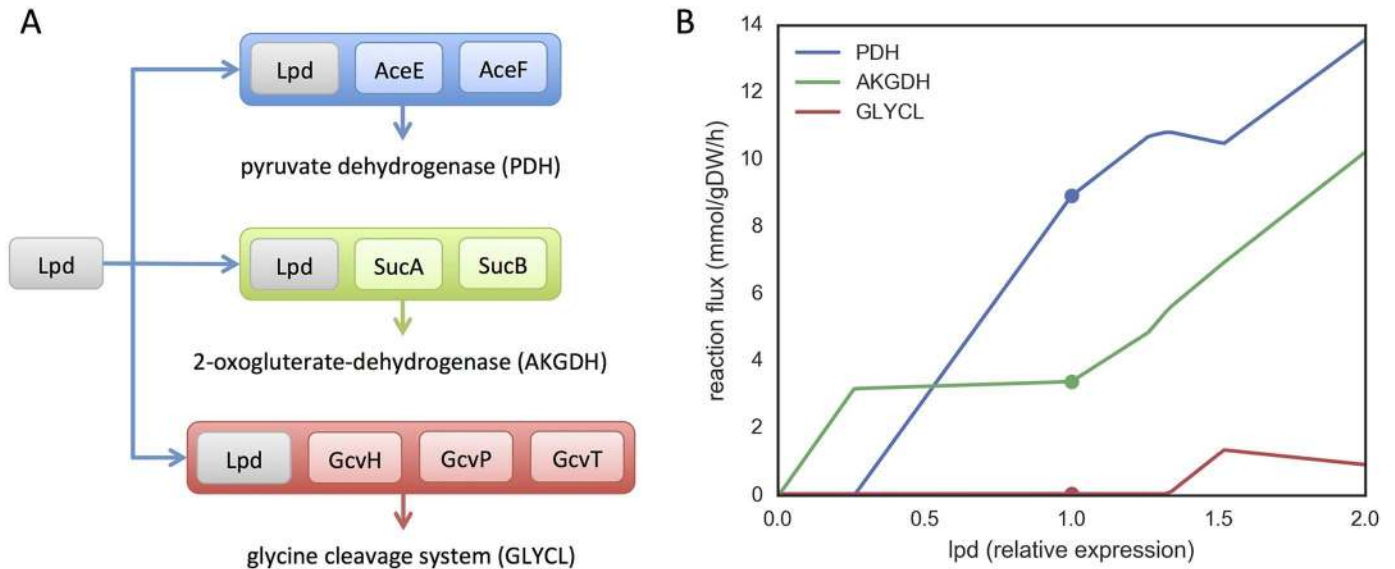 A
Lpd
Lpd AceE AceF
pyruvate dehydrogenase (PDH)
Lpd SucA SucB
2-oxogluterate-dehydrogenase (AKGDH)
Lpd GcvH GcvP GcvT
glycine cleavage system (GLYCL)
B
PDH
AKGDH
GLYCL
reaction flux (mmol/gDW/h)
14
12
10
8
6
4
2
0
0.0 0.5 1.0 1.5 2.0
lpd (relative expression)